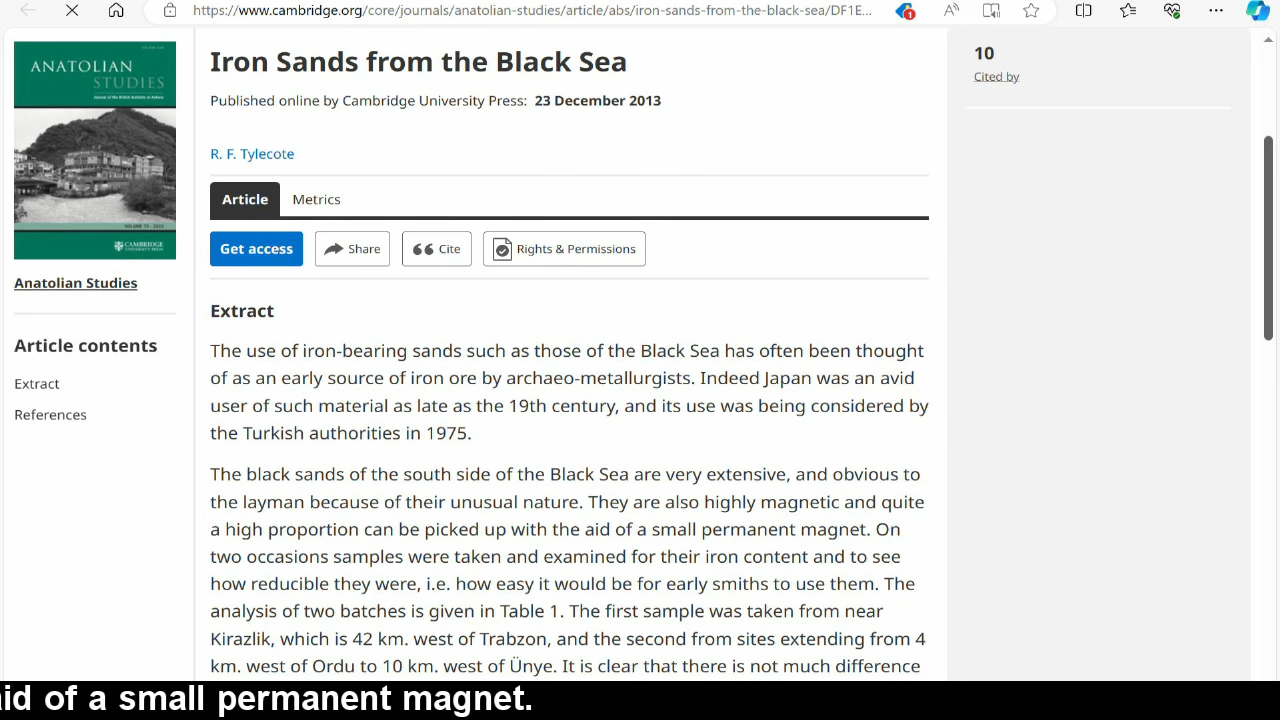 https://www.cambridge.org/core/journals/anatolian-studies/article/abs/iron-sands-from-the-black-sea/DF1E...
1
ANATOLIAN
STUDIES
CAMBRIDGE
Anatolian Studies
Article contents
Extract
References
Iron Sands from the Black Sea
Published online by Cambridge University Press: 23 December 2013
R. F. Tylecote
Article Metrics
Get access Share Cite Rights & Permissions
Extract
The use of iron-bearing sands such as those of the Black Sea has often been thought
of as an early source of iron ore by archaeo-metallurgists. Indeed Japan was an avid
user of such material as late as the 19th century, and its use was being considered by
the Turkish authorities in 1975.
The black sands of the south side of the Black Sea are very extensive, and obvious to
the layman because of their unusual nature. They are also highly magnetic and quite
a high proportion can be picked up with the aid of a small permanent magnet. On
two occasions samples were taken and examined for their iron content and to see
how reducible they were, i.e. how easy it would be for early smiths to use them. The
analysis of two batches is given in Table 1. The first sample was taken from near
Kirazlik, which is 42 km. west of Trabzon, and the second from sites extending from 4
km. west of Ordu to 10 km. west of Ünye. It is clear that there is not much difference
10
Cited by
aid of a small permanent magnet.